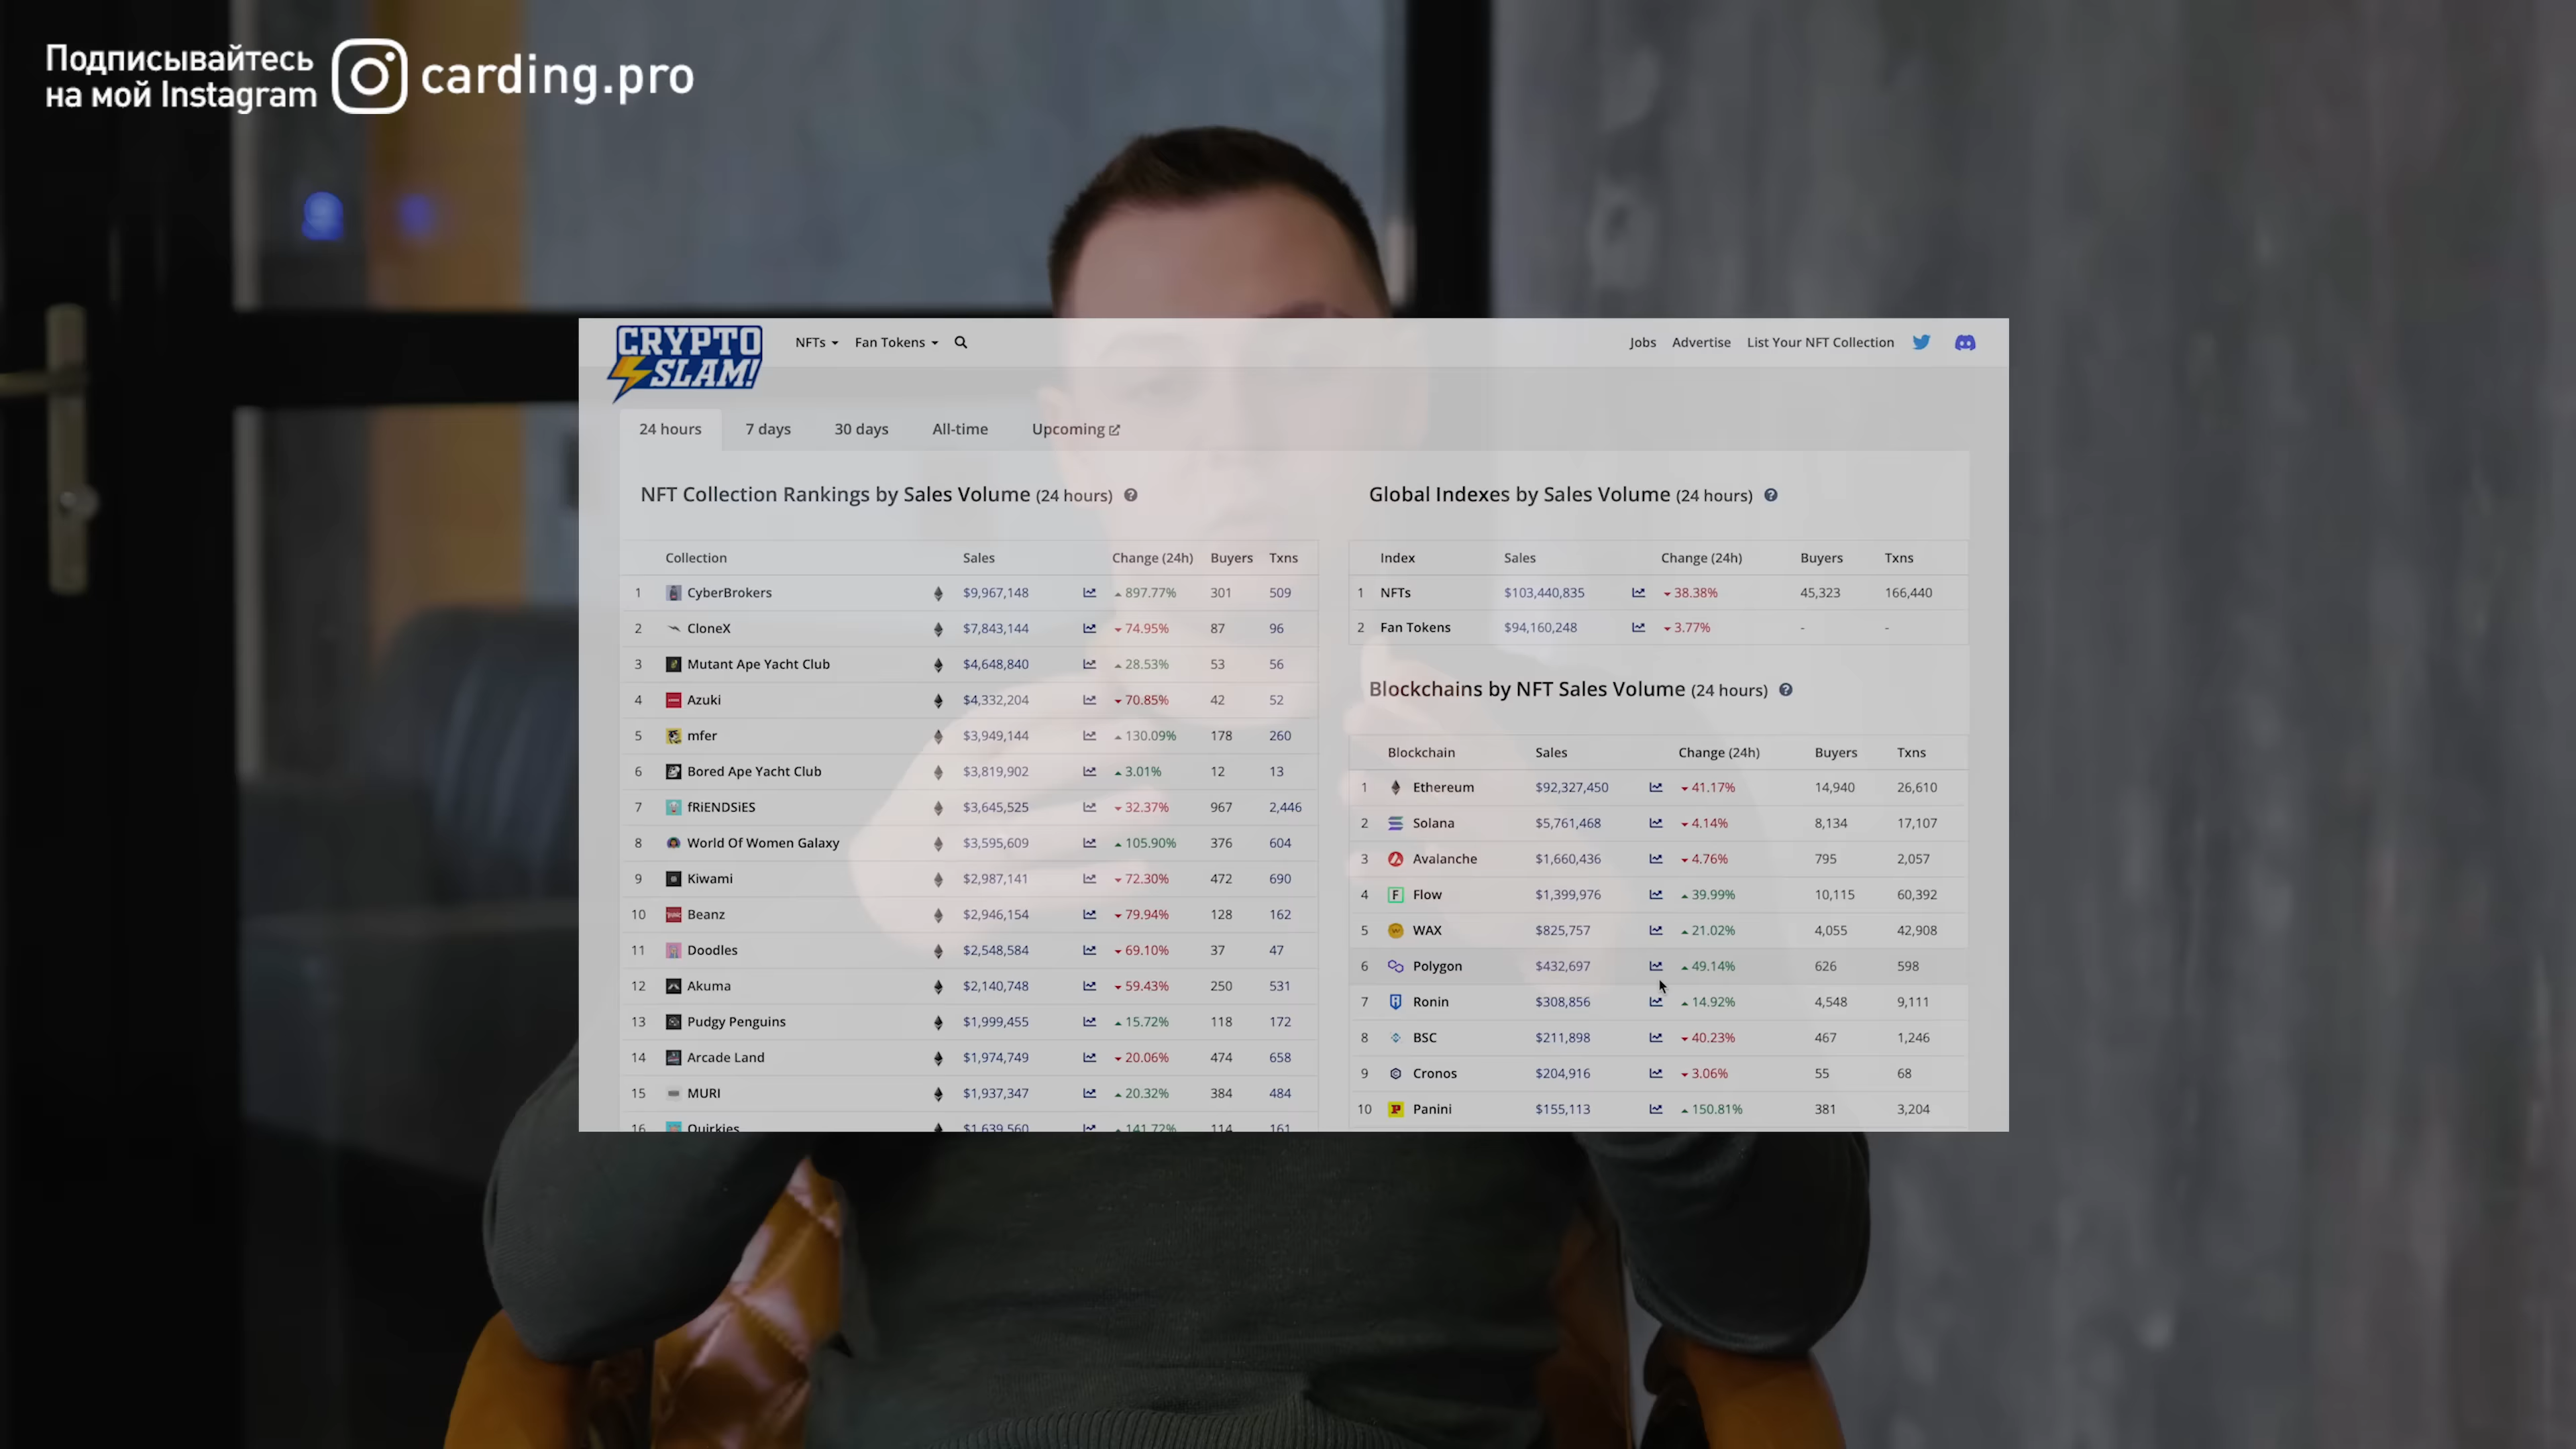 Подписывайтесь
на мой Instagram
carding.pro
CRYPTO
SLAM!
NFTs Fan Tokens
Jobs Advertise List Your NFT Collection
24 hours 7 days 30 days All-time Upcoming
NFT Collection Rankings by Sales Volume (24 hours)
Collection Sales Change (24h) Buyers Txns
1 CyberBrokers $9,967,148 897.77% 301 509
2 CloneX $7,843,144 74.95% 87 96
3 Mutant Ape Yacht Club $4,648,840 28.53% 53 56
4 Azuki $4,332,204 70.85% 42 52
5 mfer $3,949,144 130.09% 178 260
6 Bored Ape Yacht Club $3,819,902 3.01% 12 13
7 fRiENDSiES $3,645,525 32.37% 967 2,446
8 World Of Women Galaxy $3,595,609 105.90% 376 604
9 Kiwami $2,987,141 72.30% 472 690
10 Beanz $2,946,154 79.94% 128 162
11 Doodles $2,548,584 69.10% 37 47
12 Akuma $2,140,748 59.43% 250 531
13 Pudgy Penguins $1,999,455 15.72% 118 172
14 Arcade Land $1,974,749 20.06% 474 658
15 MURI $1,937,347 20.32% 384 484
16 Quirkies $1,639,560 141.72% 114 161
Global Indexes by Sales Volume (24 hours)
Index Sales Change (24h) Buyers Txns
1 NFTs $103,440,835 38.38% 45,323 166,440
2 Fan Tokens $94,160,248 3.77% - -
Blockchains by NFT Sales Volume (24 hours)
Blockchain Sales Change (24h) Buyers Txns
1 Ethereum $92,327,450 41.17% 14,940 26,610
2 Solana $5,761,468 4.14% 8,134 17,107
3 Avalanche $1,660,436 4.76% 795 2,057
4 Flow $1,399,976 39.99% 10,115 60,392
5 WAX $825,757 21.02% 4,055 42,908
6 Polygon $432,697 49.14% 626 598
7 Ronin $308,856 14.92% 4,548 9,111
8 BSC $211,898 40.23% 467 1,246
9 Cronos $204,916 3.06% 55 68
10 Panini $155,113 150.81% 381 3,204